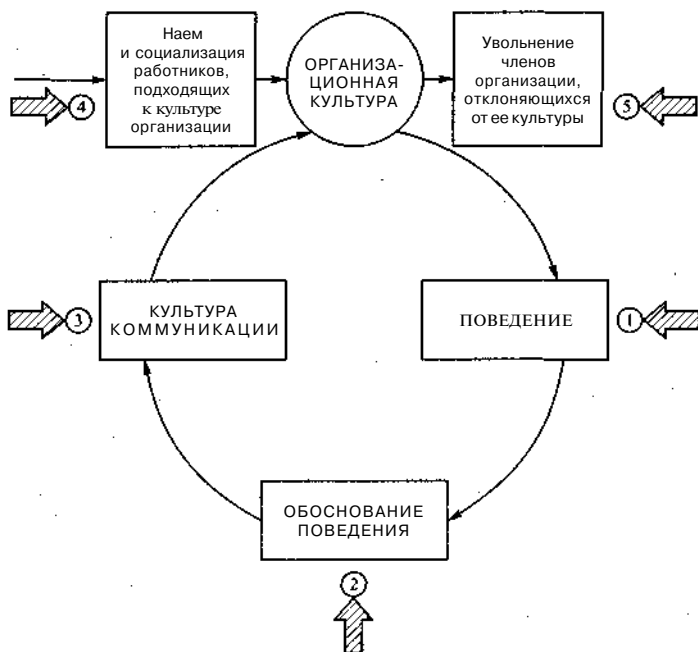 Наем
и социализация
работников,
подходящих
к культуре
организации
ОРГАНИЗА-
ЦИОННАЯ
КУЛЬТУРА
Увольнение
членов
организации,
отклоняющихся
от ее культуры
4
5
КУЛЬТУРА
КОММУНИКАЦИИ
3
ПОВЕДЕНИЕ
1
ОБОСНОВАНИЕ
ПОВЕДЕНИЯ
2